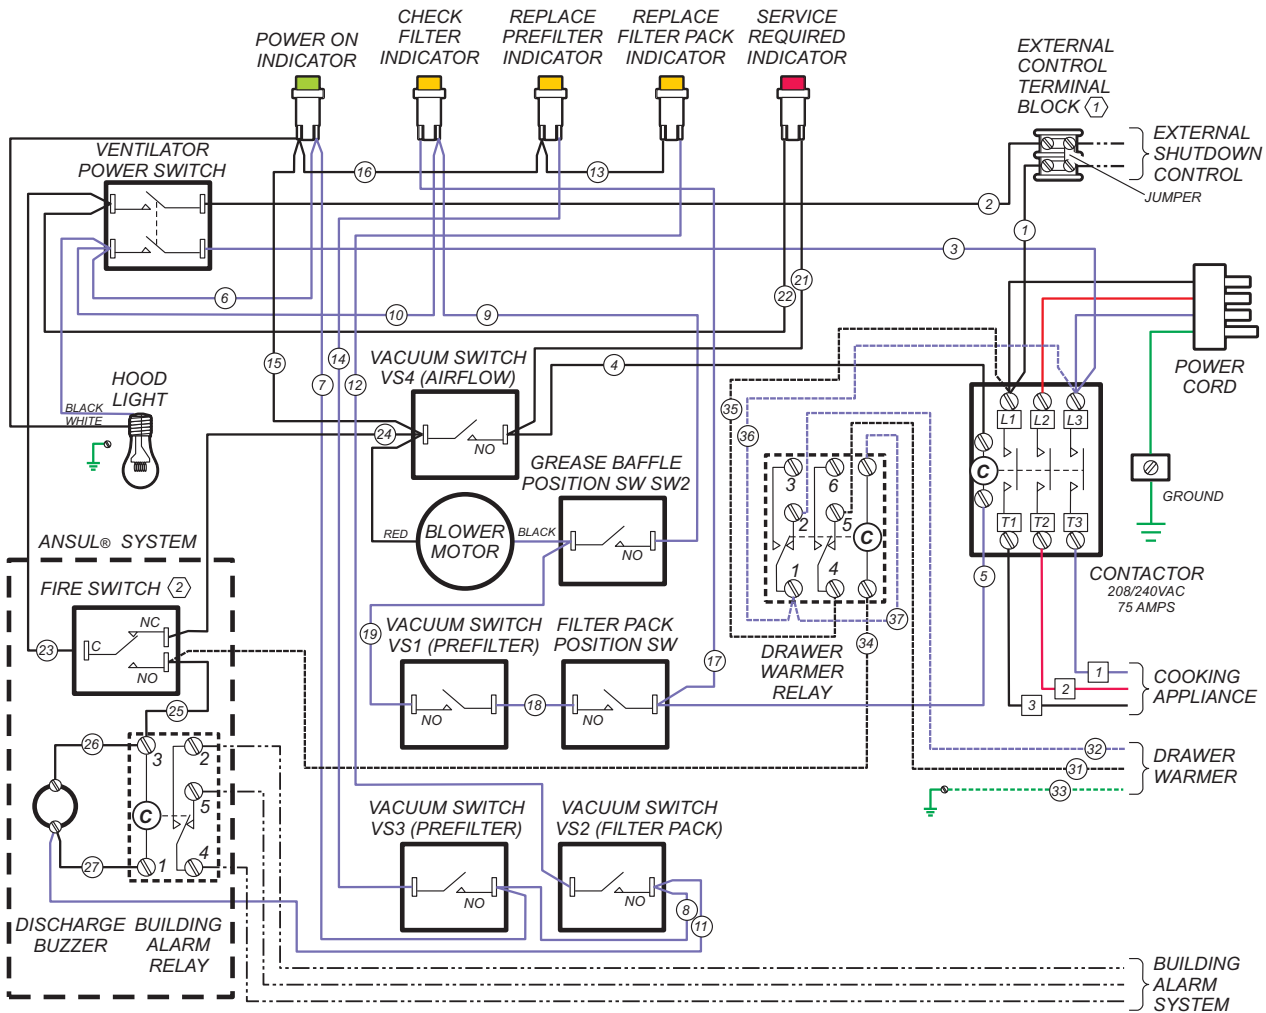 POWER ON
INDICATOR
CHECK
FILTER
INDICATOR
REPLACE
PREFILTER
INDICATOR
REPLACE
FILTER PACK
INDICATOR
SERVICE
REQUIRED
INDICATOR
EXTERNAL
CONTROL
TERMINAL
BLOCK 1
EXTERNAL
SHUTDOWN
CONTROL
JUMPER
VENTILATOR
POWER SWITCH
16
13
2
1
3
6
10
9
21
22
15
14
7
12
4
VACUUM SWITCH
VS4 (AIRFLOW)
NO
24
HOOD
LIGHT
BLACK
WHITE
POWER
CORD
GROUND
35
36
L1
L2
L3
C
T1
T2
T3
CONTACTOR
208/240VAC
75 AMPS
5
GREASE BAFFLE
POSITION SW SW2
NO
RED
BLOWER
MOTOR
BLACK
3
6
2
5
C
1
4
37
34
DRAWER
WARMER
RELAY
ANSUL® SYSTEM
FIRE SWITCH 2
NC
C
NO
23
25
19
VACUUM SWITCH
VS1 (PREFILTER)
NO
18
FILTER PACK
POSITION SW
NO
17
1
2
3
COOKING
APPLIANCE
32
31
33
DRAWER
WARMER
26
27
3
2
C
5
1
4
DISCHARGE
BUZZER
BUILDING
ALARM
RELAY
VACUUM SWITCH
VS3 (PREFILTER)
NO
VACUUM SWITCH
VS2 (FILTER PACK)
NO
8
11
BUILDING
ALARM
SYSTEM